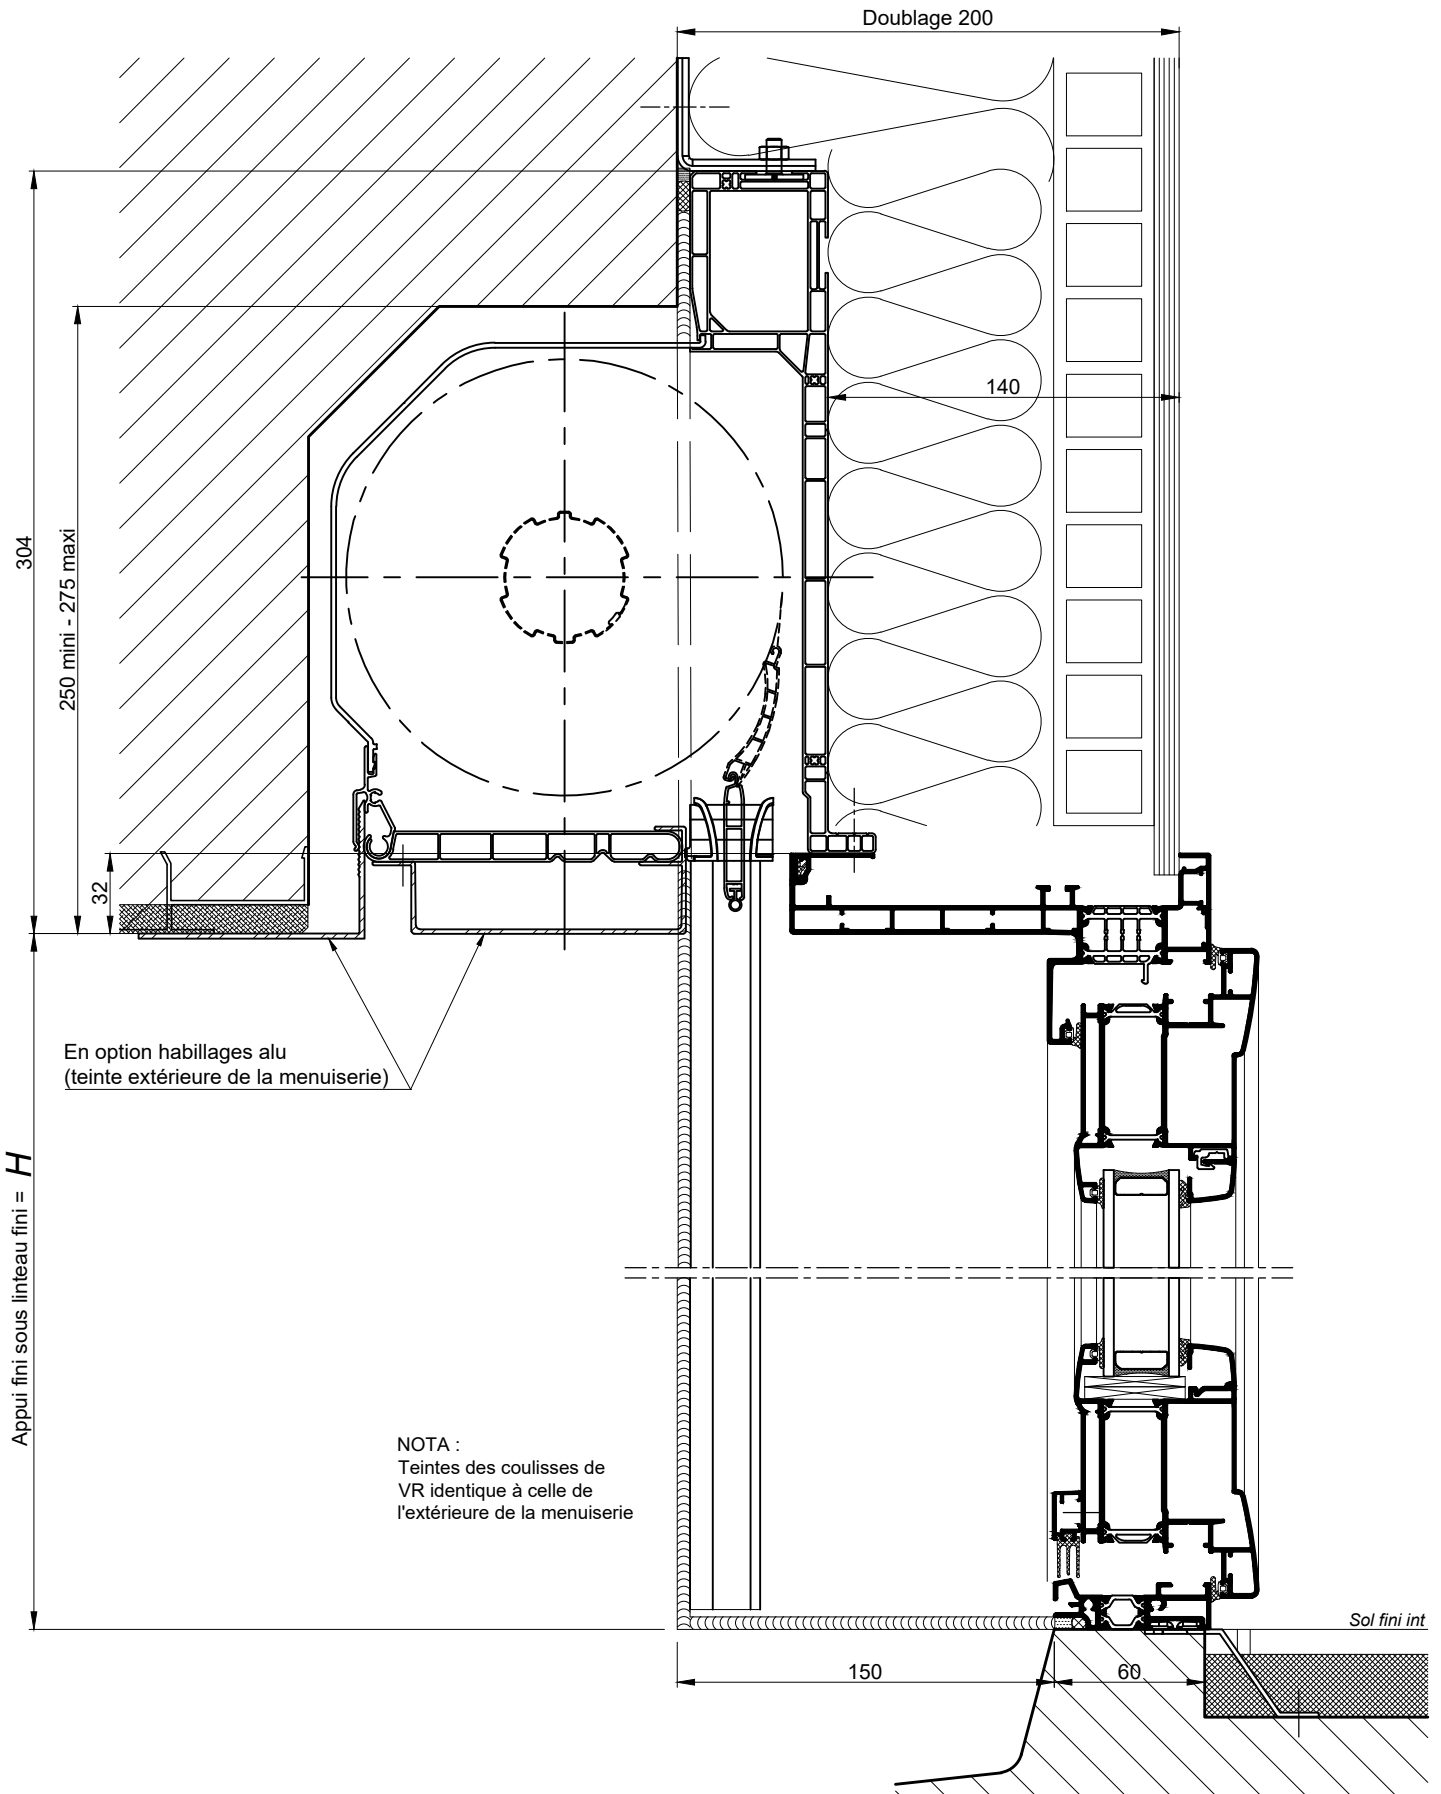 Doublage 200
140
304
250 mini - 275 maxi
32
En option habillages alu
(teinte extérieure de la menuiserie)
Appui fini sous linteau fini = H
NOTA :
Teintes des coulisses de
VR identique à celle de
l'extérieure de la menuiserie
Sol fini int
150
60